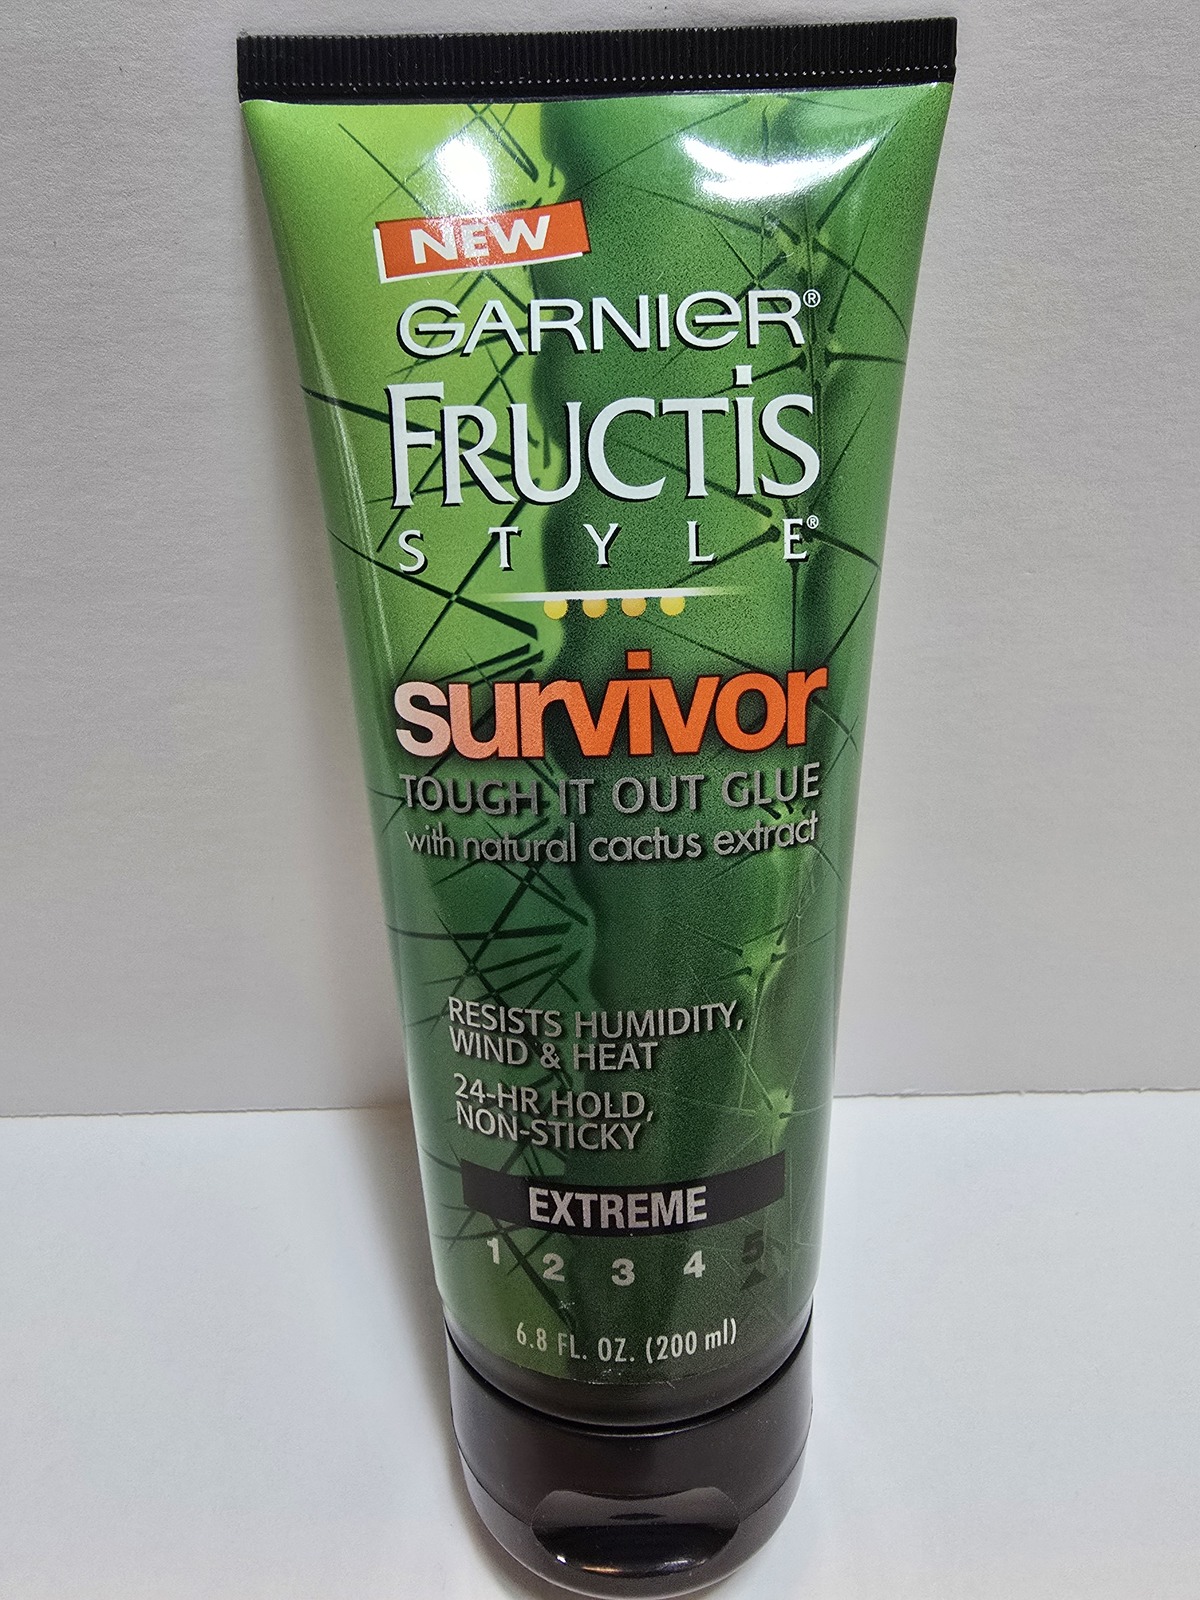 NEW
GARNIER®
FRUCTIS
STYLE®
survivor
TOUGH IT OUT GLUE
with natural cactus extract
RESISTS HUMIDITY,
WIND & HEAT
24-HR HOLD,
NON-STICKY
EXTREME
1 2 3 4 5
6.8 FL. OZ. (200 ml)